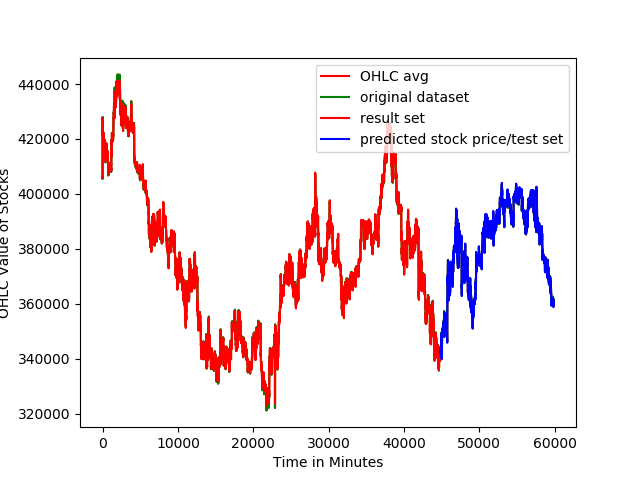 OHLC avg
original dataset
result set
predicted stock price/test set
440000
420000
400000
380000
360000
340000
320000
OHLC Value of Stocks
0
10000
20000
30000
40000
50000
60000
Time in Minutes